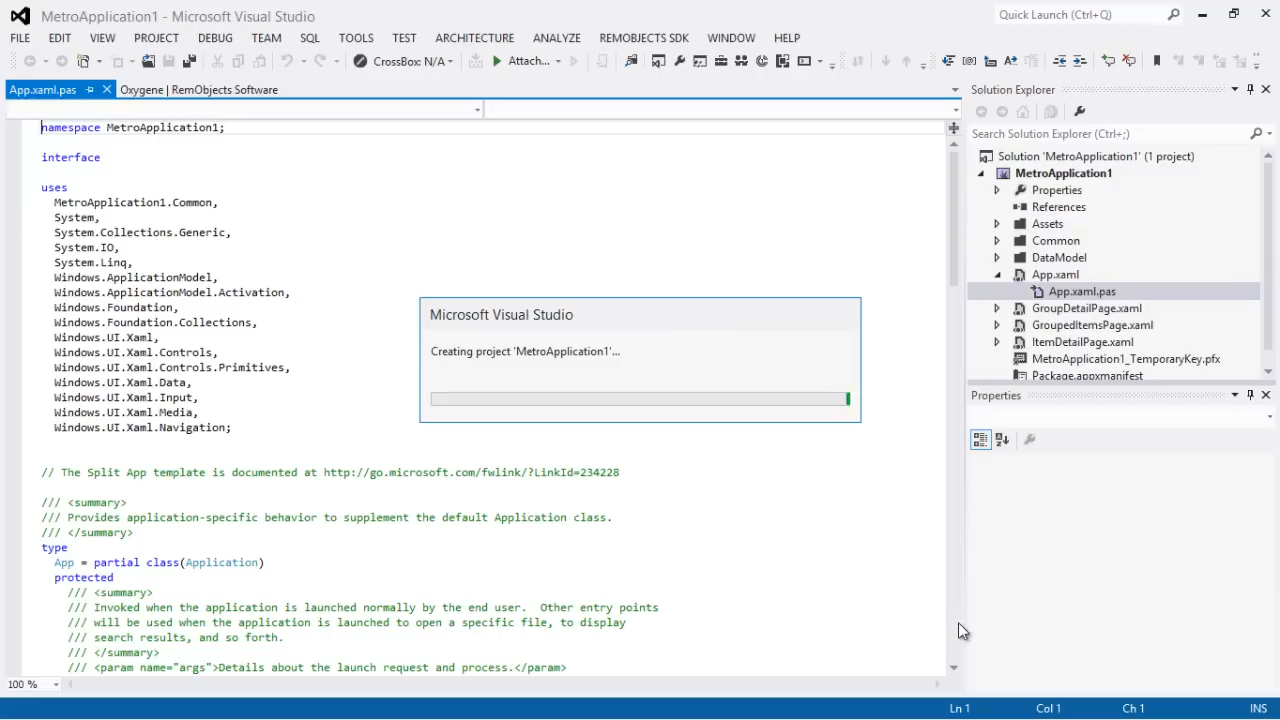 MetroApplication1 - Microsoft Visual Studio
Quick Launch (Ctrl+Q)
FILE EDIT VIEW PROJECT DEBUG TEAM SQL TOOLS TEST ARCHITECTURE ANALYZE REMOBJECTS SDK WINDOW HELP
CrossBox: N/A Attach...
App.xaml.pas Oxygene | RemObjects Software
namespace MetroApplication1;
interface
uses
MetroApplication1.Common,
System,
System.Collections.Generic,
System.IO,
System.Linq,
Windows.ApplicationModel,
Windows.ApplicationModel.Activation,
Windows.Foundation,
Windows.Foundation.Collections,
Windows.UI.Xaml,
Windows.UI.Xaml.Controls,
Windows.UI.Xaml.Controls.Primitives,
Windows.UI.Xaml.Data,
Windows.UI.Xaml.Input,
Windows.UI.Xaml.Media,
Windows.UI.Xaml.Navigation;
// The Split App template is documented at http://go.microsoft.com/fwlink/?LinkId=234228
/// <summary>
/// Provides application-specific behavior to supplement the default Application class.
/// </summary>
type
App = partial class(Application)
protected
/// <summary>
/// Invoked when the application is launched normally by the end user.  Other entry points
/// will be used when the application is launched to open a specific file, to display
/// search results, and so forth.
/// </summary>
/// <param name="args">Details about the launch request and process.</param>
100 %
Microsoft Visual Studio
Creating project 'MetroApplication1'...
Solution Explorer
Search Solution Explorer (Ctrl+;)
Solution 'MetroApplication1' (1 project)
MetroApplication1
Properties
References
Assets
Common
DataModel
App.xaml
App.xaml.pas
GroupDetailPage.xaml
GroupedItemsPage.xaml
ItemDetailPage.xaml
MetroApplication1_TemporaryKey.pfx
Package.appxmanifest
Properties
Ln 1 Col 1 Ch 1 INS